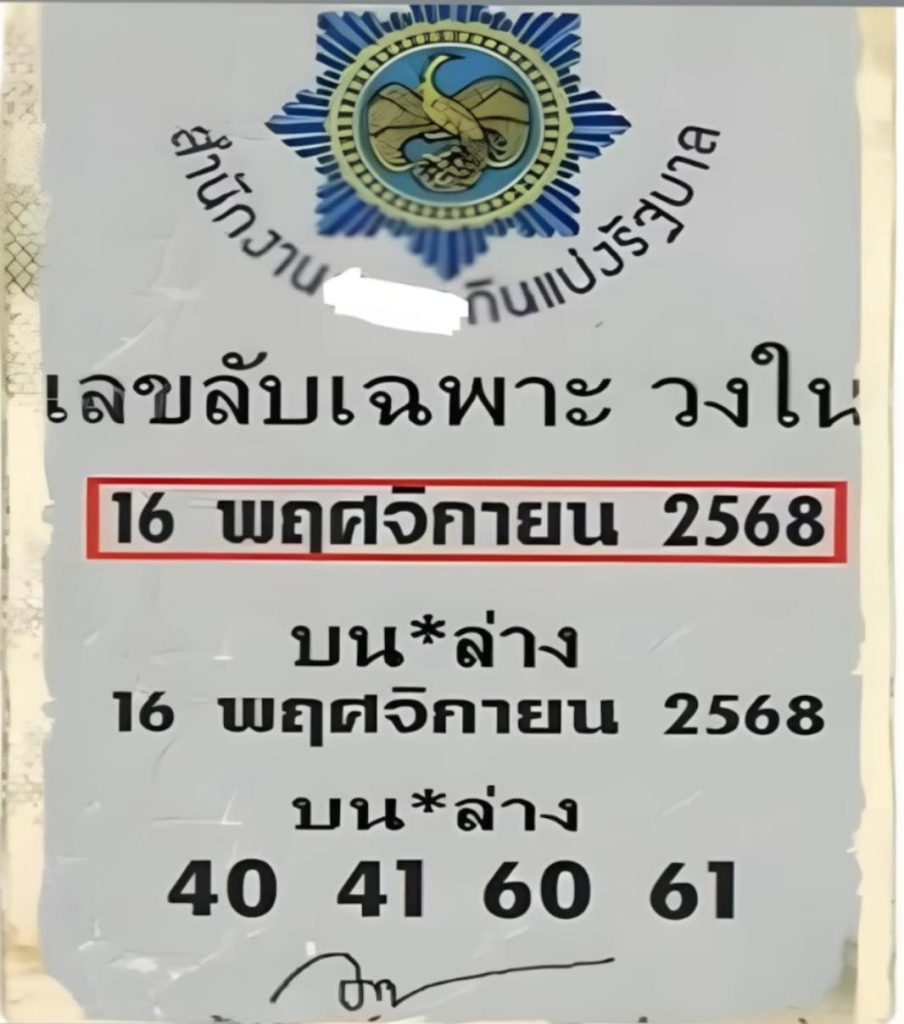 สำนักงาน กินแบ่งรัฐบาล
เลขลับเฉพาะ วงใน
16 พฤศจิกายน 2568
บน*ล่าง
16 พฤศจิกายน 2568
บน*ล่าง
40 41 60 61